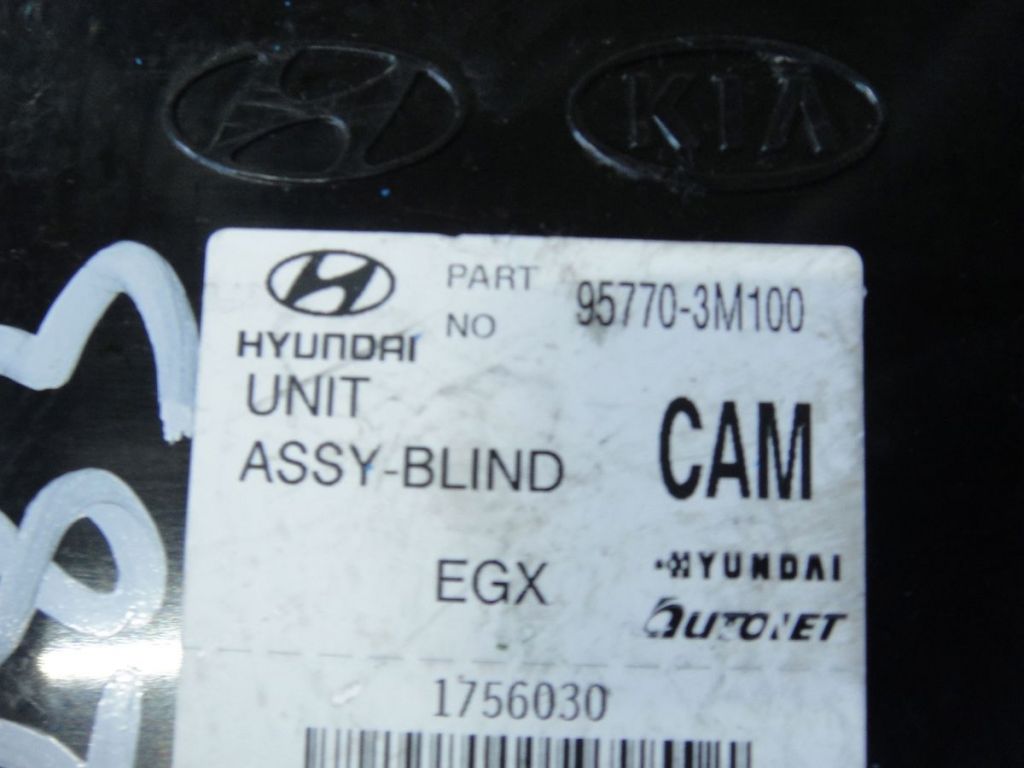 KIA
PART NO 95770-3M100
HYUNDAI
UNIT
ASSY-BLIND
CAM
EGX
HYUNDAI
AUTONET
1756030